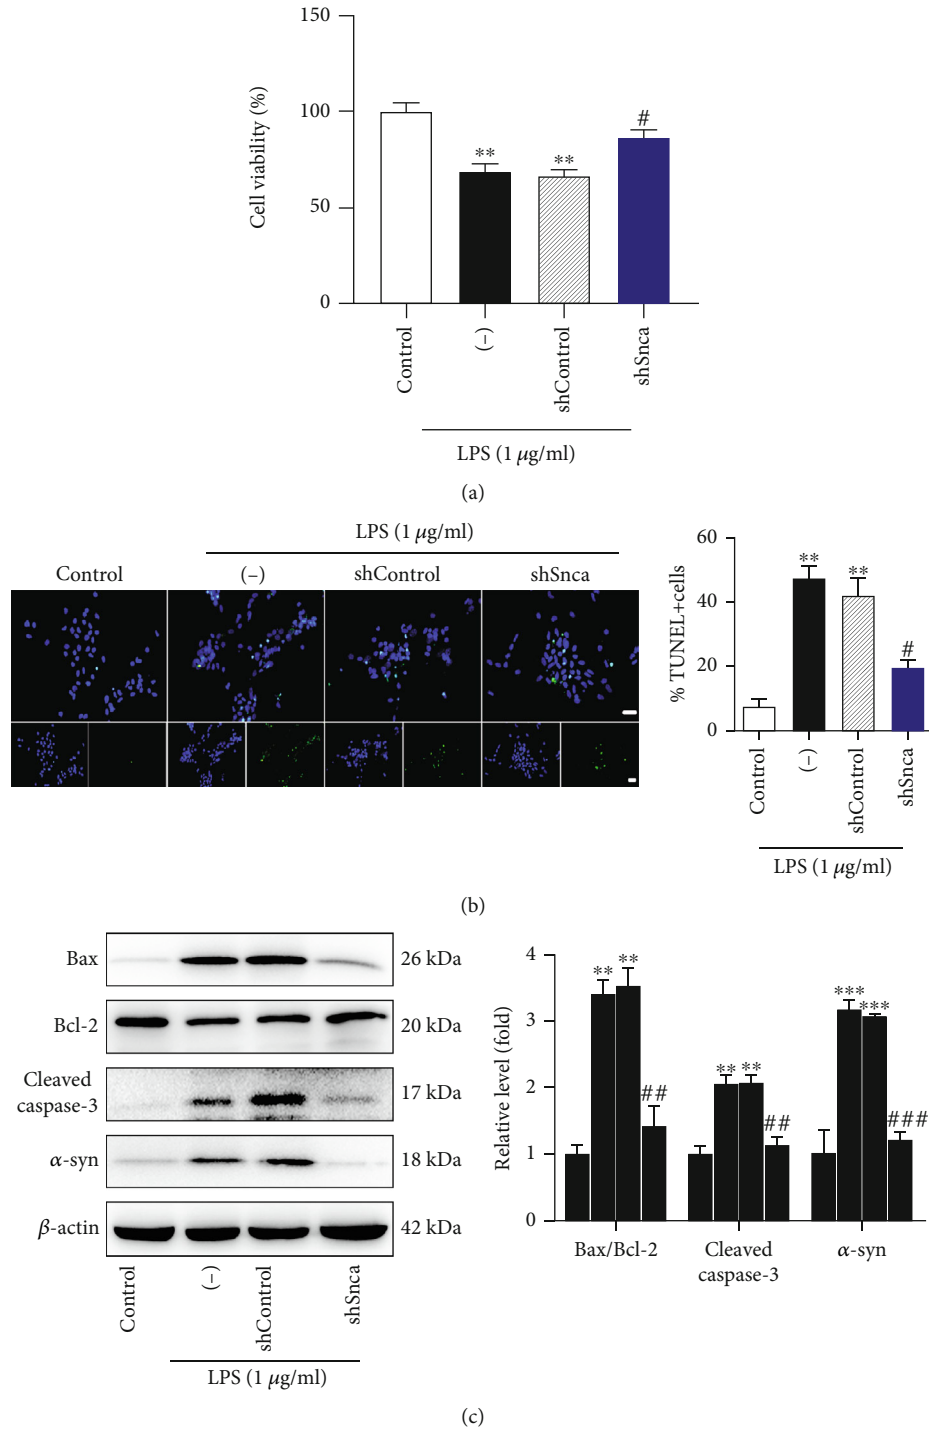 150
100
50
0
Cell viability (%)
**
**
#
Control
(–)
shControl
shSnca
LPS (1 μg/ml)
(a)
LPS (1 μg/ml)
Control
(–)
shControl
shSnca
60
40
20
0
% TUNEL+cells
**
**
#
Control
(–)
shControl
shSnca
LPS (1 μg/ml)
(b)
Bax
26 kDa
Bcl-2
20 kDa
Cleaved
caspase-3
17 kDa
α-syn
18 kDa
β-actin
42 kDa
Control
(–)
shControl
shSnca
LPS (1 μg/ml)
4
3
2
1
0
Relative level (fold)
**
**
##
**
**
##
***
***
###
Bax/Bcl-2
Cleaved
caspase-3
α-syn
(c)